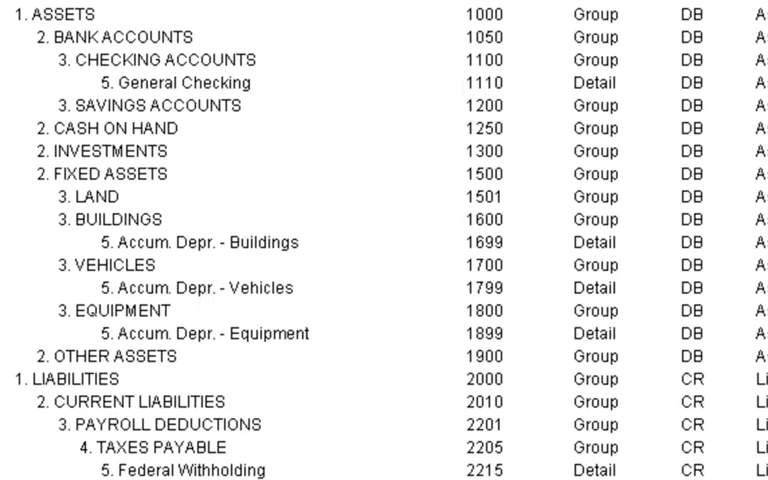 1. ASSETS 1000 Group DB A
2. BANK ACCOUNTS 1050 Group DB A
3. CHECKING ACCOUNTS 1100 Group DB A
5. General Checking 1110 Detail DB A
3. SAVINGS ACCOUNTS 1200 Group DB A
2. CASH ON HAND 1250 Group DB A
2. INVESTMENTS 1300 Group DB A
2. FIXED ASSETS 1500 Group DB A
3. LAND 1501 Group DB A
3. BUILDINGS 1600 Group DB A
5. Accum. Depr. - Buildings 1699 Detail DB A
3. VEHICLES 1700 Group DB A
5. Accum. Depr. - Vehicles 1799 Detail DB A
3. EQUIPMENT 1800 Group DB A
5. Accum. Depr. - Equipment 1899 Detail DB A
2. OTHER ASSETS 1900 Group DB A
1. LIABILITIES 2000 Group CR Li
2. CURRENT LIABILITIES 2010 Group CR Li
3. PAYROLL DEDUCTIONS 2201 Group CR Li
4. TAXES PAYABLE 2205 Group CR Li
5. Federal Withholding 2215 Detail CR Li